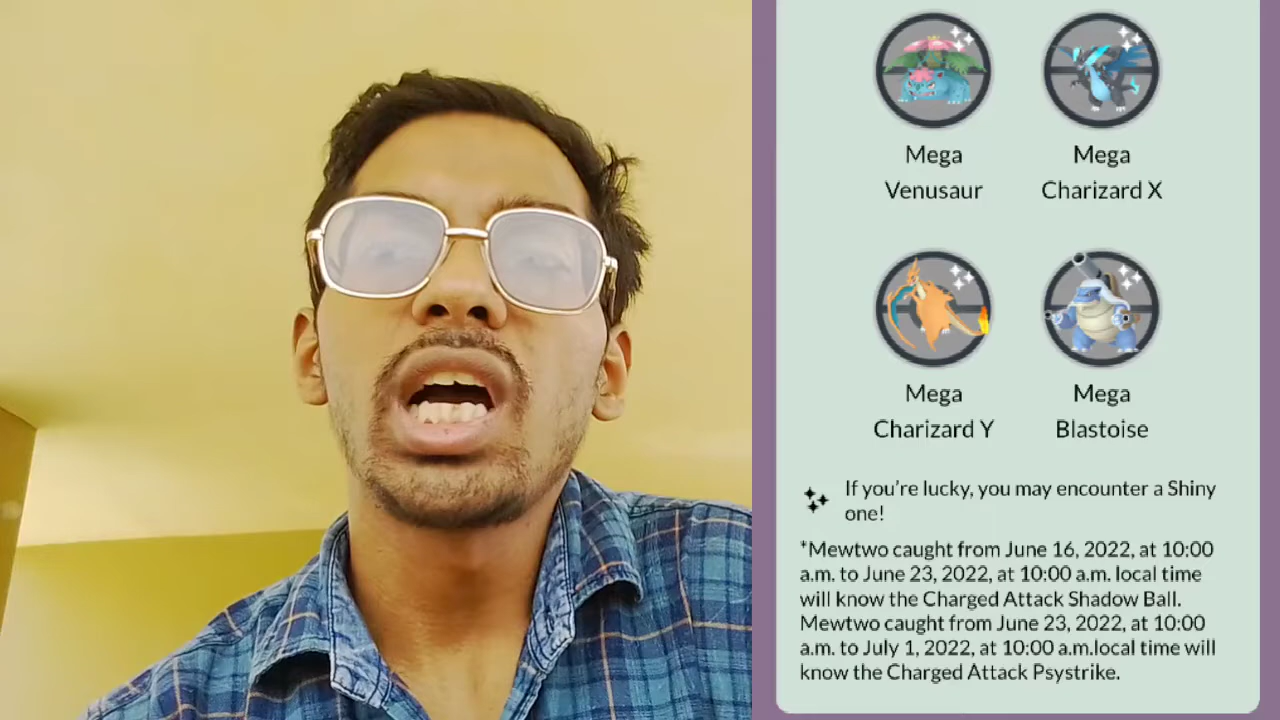 Mega
Venusaur
Mega
Charizard X
Mega
Charizard Y
Mega
Blastoise
If you're lucky, you may encounter a Shiny
one!
*Mewtwo caught from June 16, 2022, at 10:00
a.m. to June 23, 2022, at 10:00 a.m. local time
will know the Charged Attack Shadow Ball.
Mewtwo caught from June 23, 2022, at 10:00
a.m. to July 1, 2022, at 10:00 a.m.local time will
know the Charged Attack Psystrike.